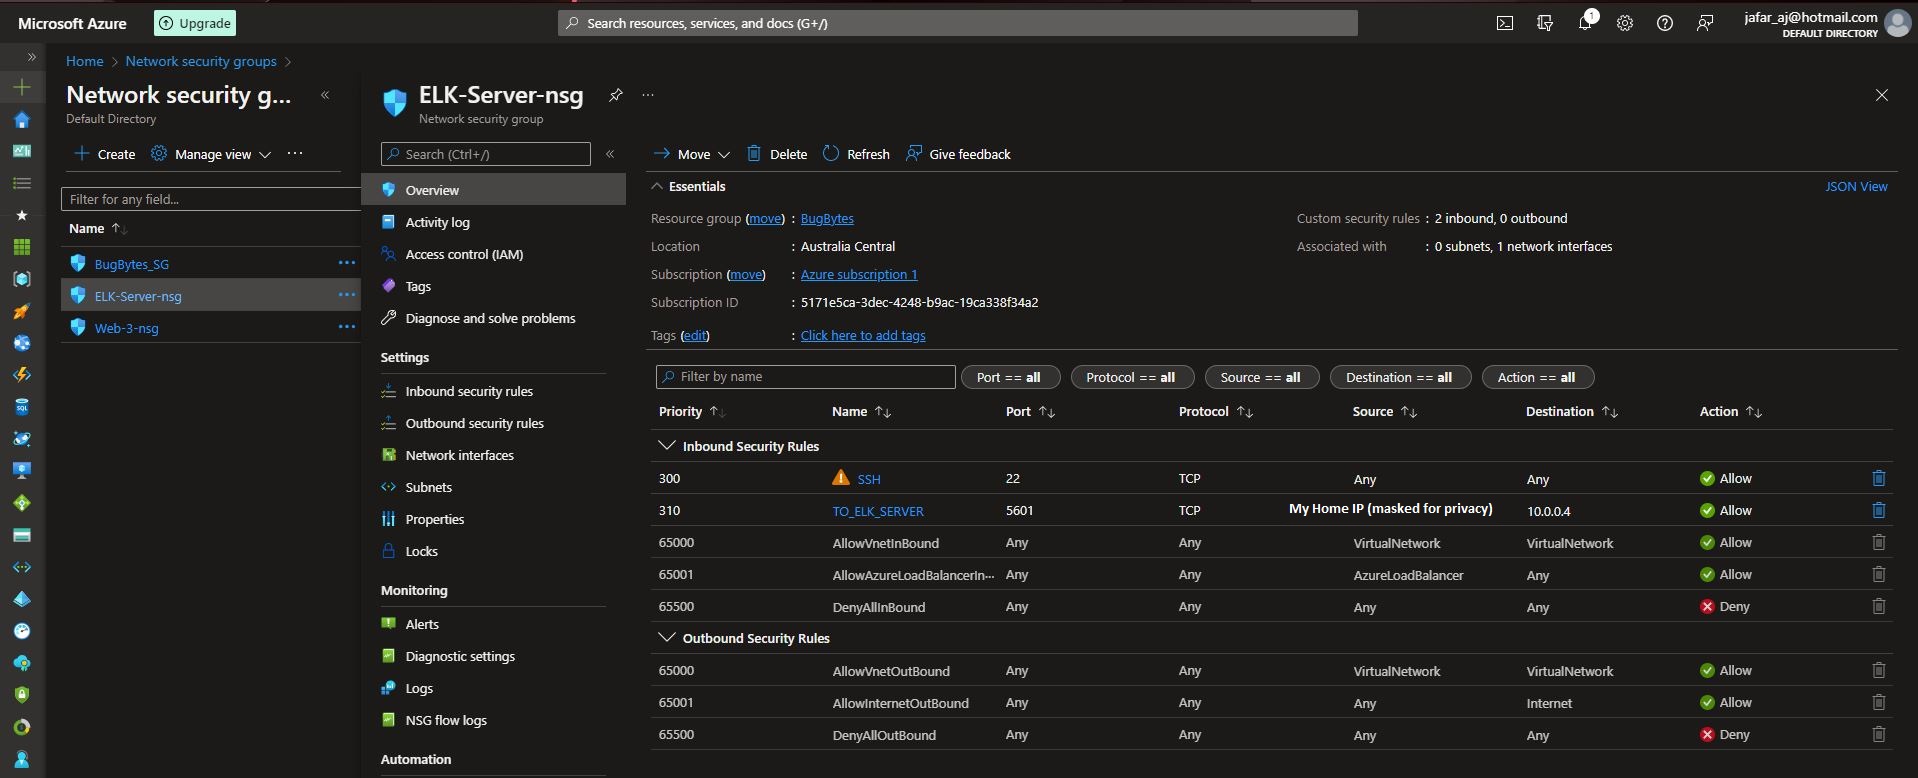 Microsoft Azure
Upgrade
Search resources, services, and docs (G+/)
1
jafar_aj@hotmail.com
DEFAULT DIRECTORY
Home
Network security groups
Network security g...
Default Directory
Create
Manage view
Filter for any field...
Name
BugBytes_SG
ELK-Server-nsg
Web-3-nsg
ELK-Server-nsg
Network security group
Search (Ctrl+/)
Overview
Activity log
Access control (IAM)
Tags
Diagnose and solve problems
Settings
Inbound security rules
Outbound security rules
Network interfaces
Subnets
Properties
Locks
Monitoring
Alerts
Diagnostic settings
Logs
NSG flow logs
Automation
Move
Delete
Refresh
Give feedback
Essentials
JSON View
Resource group (move) : BugBytes
Location : Australia Central
Subscription (move) : Azure subscription 1
Subscription ID : 5171e5ca-3dec-4248-b9ac-19ca338f34a2
Tags (edit) : Click here to add tags
Custom security rules : 2 inbound, 0 outbound
Associated with : 0 subnets, 1 network interfaces
Filter by name
Port == all
Protocol == all
Source == all
Destination == all
Action == all
Priority Name Port Protocol Source Destination Action
Inbound Security Rules
300 SSH 22 TCP Any Any Allow
310 TO_ELK_SERVER 5601 TCP My Home IP (masked for privacy) 10.0.0.4 Allow
65000 AllowVnetInBound Any Any VirtualNetwork VirtualNetwork Allow
65001 AllowAzureLoadBalancerIn... Any Any AzureLoadBalancer Any Allow
65500 DenyAllInBound Any Any Any Any Deny
Outbound Security Rules
65000 AllowVnetOutBound Any Any VirtualNetwork VirtualNetwork Allow
65001 AllowInternetOutBound Any Any Any Internet Allow
65500 DenyAllOutBound Any Any Any Any Deny